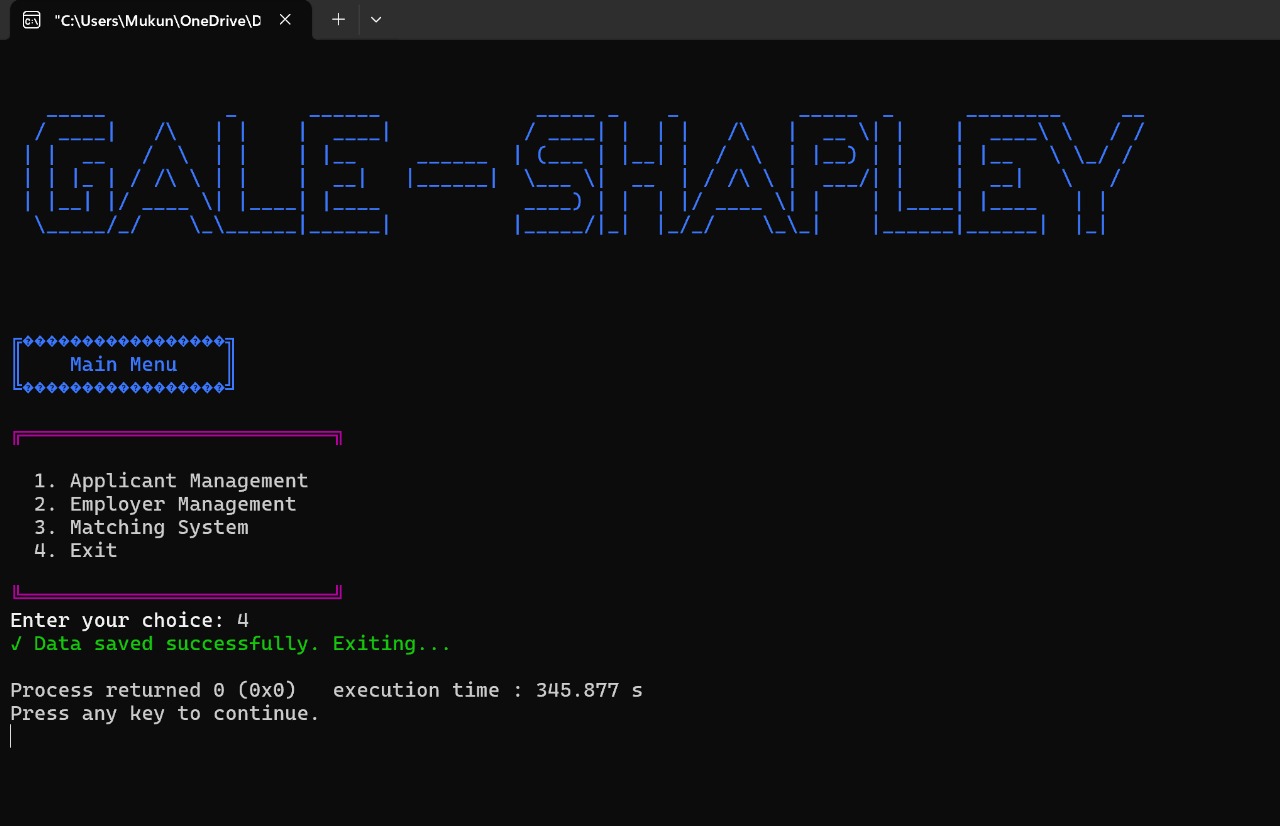 "C:\Users\Mukun\OneDrive\D
GALE - SHAPLEY
Main Menu
1. Applicant Management
2. Employer Management
3. Matching System
4. Exit
Enter your choice: 4
√ Data saved successfully. Exiting...
Process returned 0 (0x0)   execution time : 345.877 s
Press any key to continue.